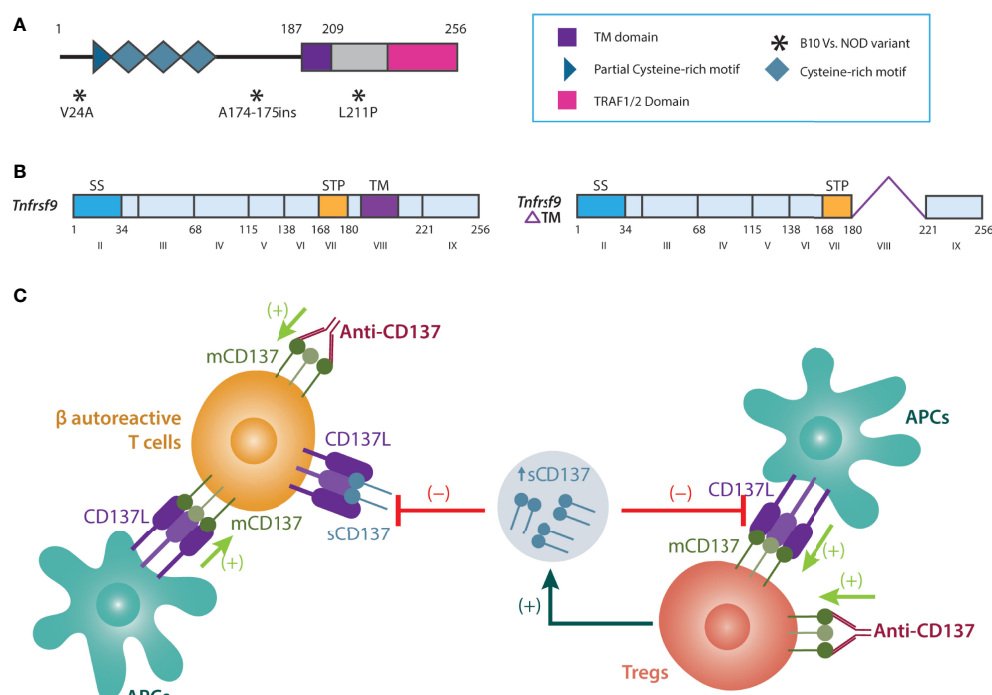 A
1
187
209
256
V24A
A174-175ins
L211P
TM domain
Partial Cysteine-rich motif
TRAF1/2 Domain
* B10 Vs. NOD variant
Cysteine-rich motif
B
SS
STP
TM
Tnfrsf9
1 34 68 115 138 168 180 221 256
II III IV V VI VII VIII IX
SS
STP
Tnfrsf9
△TM
1 34 68 115 138 168 180 221 256
II III IV V VI VII VIII IX
C
(+)
Anti-CD137
mCD137
β autoreactive
T cells
CD137L
CD137L
mCD137
sCD137
(+)
(−)
APCs
↑sCD137
(−)
(+)
APCs
CD137L
mCD137
(+)
(+)
Anti-CD137
Tregs